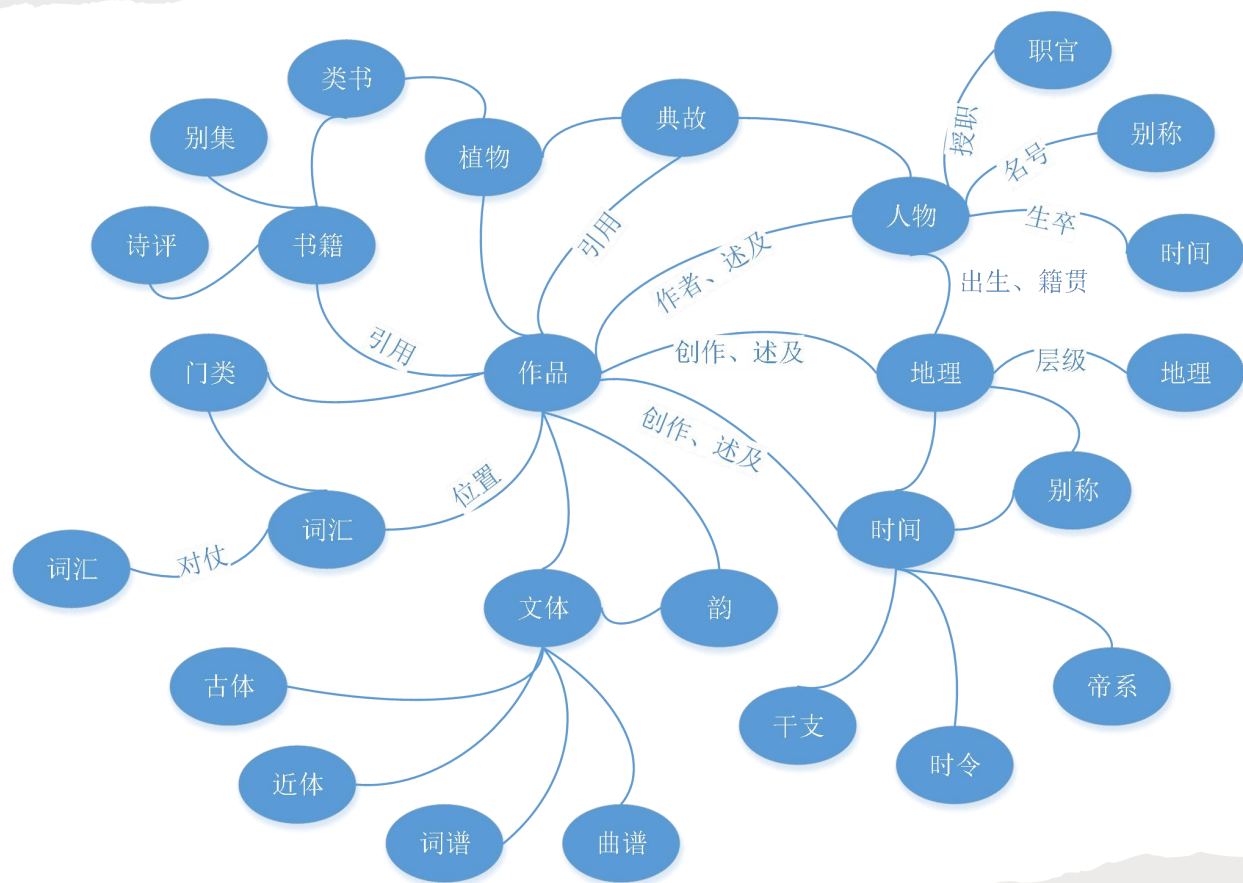 职官
类书
典故
授职
别集
植物
名号
别称
诗评
书籍
引用
人物
生卒
时间
作者、述及
出生、籍贯
引用
门类
作品
创作、述及
地理
层级
地理
创作、述及
位置
别称
词汇
时间
词汇
对仗
文体
韵
古体
帝系
干支
近体
时令
词谱
曲谱